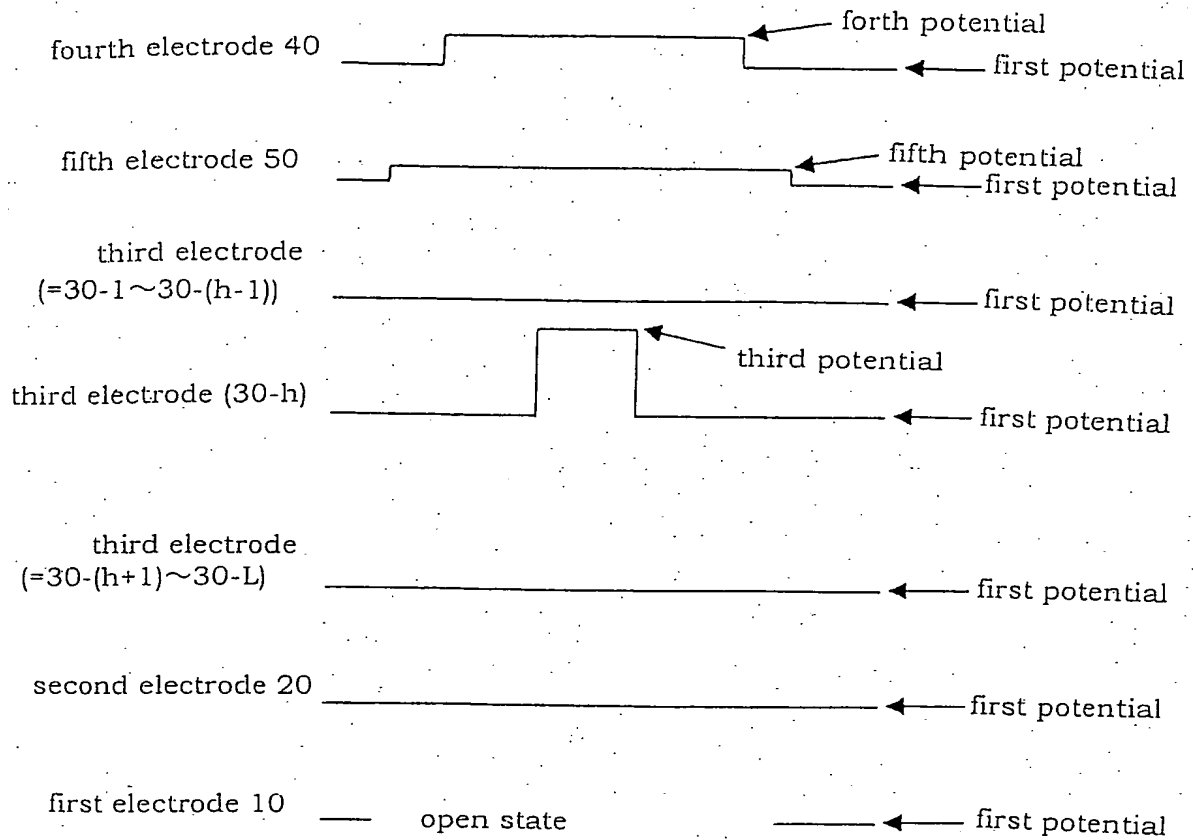 forth potential
fourth electrode 40
first potential
fifth electrode 50
fifth potential
first potential
third electrode
(=30-1～30-(h-1))
first potential
third potential
third electrode (30-h)
first potential
third electrode
(=30-(h+1)～30-L)
first potential
second electrode 20
first potential
first electrode 10
open state
first potential